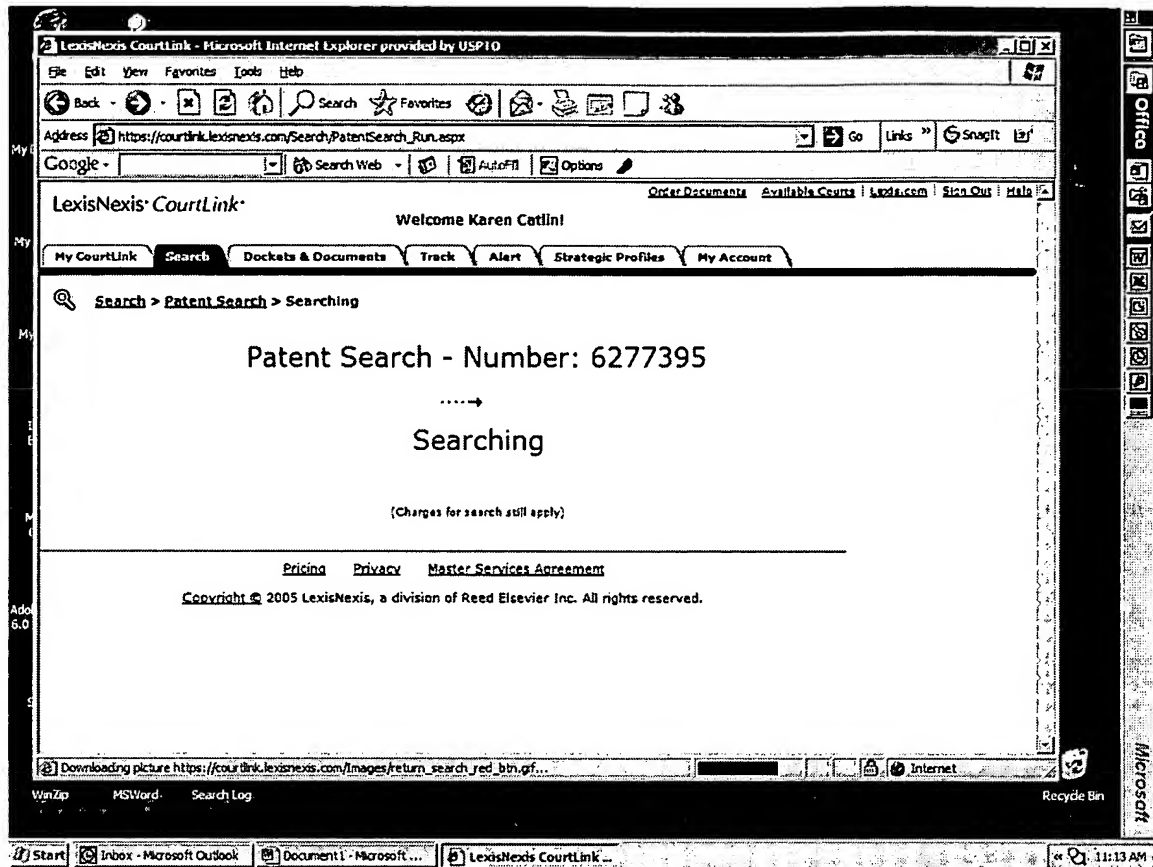 LexisNexis CourtLink - Microsoft Internet Explorer provided by USPTO
File Edit View Favorites Tools Help
Back Search Favorites
Address https://courtlink.lexisnexis.com/Search/PatentSearch_Run.aspx Go Links » SnagIt
Google Search Web AutoFill Options
Order Documents Available Courts Lexis.com Sign Out Help
LexisNexis CourtLink
Welcome Karen Catlin!
My CourtLink Search Dockets & Documents Track Alert Strategic Profiles My Account
Search > Patent Search > Searching
Patent Search - Number: 6277395
Searching
(Charges for search still apply)
Pricing Privacy Master Services Agreement
Copyright © 2005 LexisNexis, a division of Reed Elsevier Inc. All rights reserved.
Downloading picture https://courtlink.lexisnexis.com/Images/return_search_red_btn.gif... Internet
WinZip MSWord Search Log Recycle Bin
Start Inbox - Microsoft Outlook Document1 - Microsoft ... LexisNexis CourtLink ... « 11:13 AM
Office
Microsoft
My
My
Ado
6.0